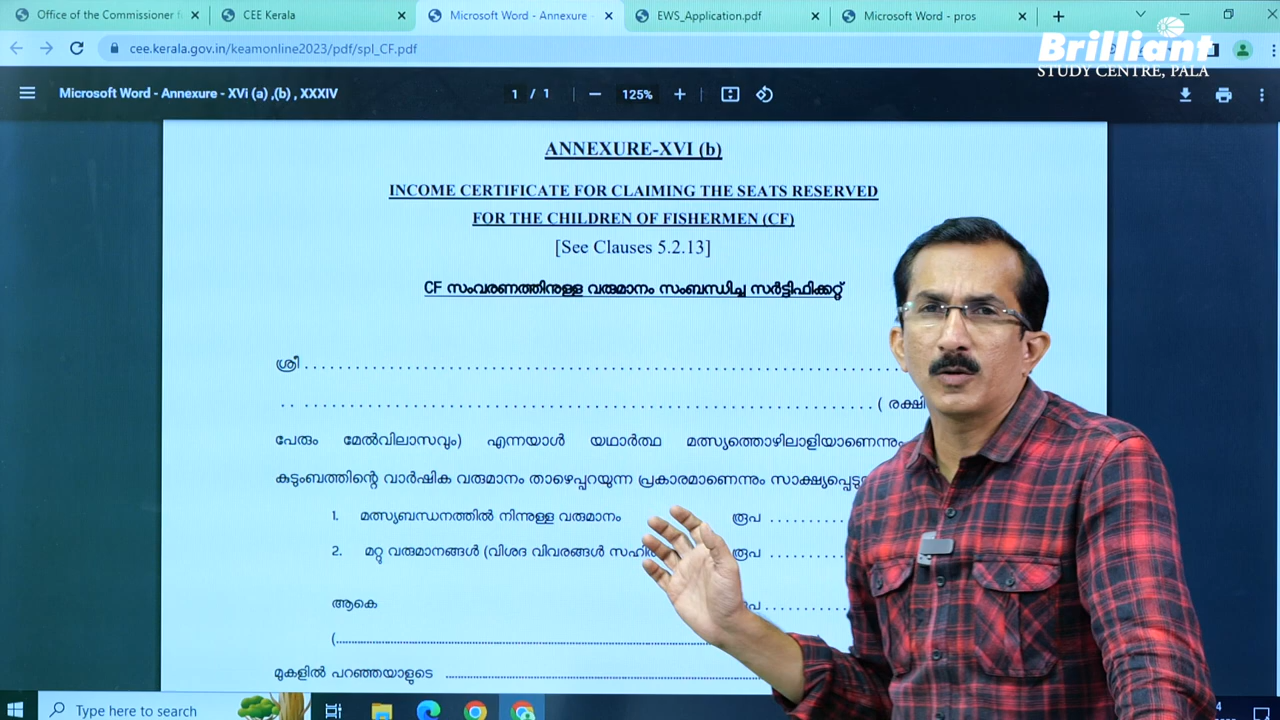 Office of the Commissioner f
CEE Kerala
Microsoft Word - Annexure -
EWS_Application.pdf
Microsoft Word - pros
cee.kerala.gov.in/keamonline2023/pdf/spl_CF.pdf
Brilliant
STUDY CENTRE, PALA
Microsoft Word - Annexure - XVi (a) ,(b) , XXXIV
1 / 1
125%
ANNEXURE-XVI (b)
INCOME CERTIFICATE FOR CLAIMING THE SEATS RESERVED
FOR THE CHILDREN OF FISHERMEN (CF)
[See Clauses 5.2.13]
CF സംവരണത്തിനുള്ള വരുമാനം സംബന്ധിച്ച സർട്ടിഫിക്കറ്റ്
ശ്രീ ........................................................................
.. .................................................................... ( രക്ഷി
പേരും മേൽവിലാസവും) എന്നയാൾ യഥാർത്ഥ മത്സ്യത്തൊഴിലാളിയാണെന്നും
കുടുംബത്തിന്റെ വാർഷിക വരുമാനം താഴെപ്പറയുന്ന പ്രകാരമാണെന്നും സാക്ഷ്യപ്പെടു
1. മത്സ്യബന്ധനത്തിൽ നിന്നുള്ള വരുമാനം രൂപ .........
2. മറ്റു വരുമാനങ്ങൾ (വിശദ വിവരങ്ങൾ സഹി രൂപ .........
ആകെ പ .........
(........................................................................
മുകളിൽ പറഞ്ഞയാളുടെ ........................................................................
Type here to search